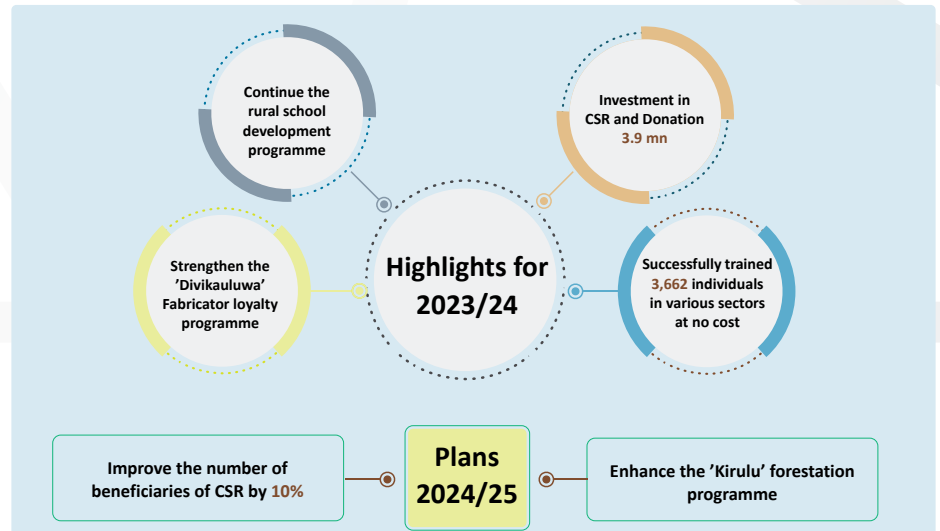 Continue the
rural school
development
programme
Investment in
CSR and Donation
3.9 mn
Strengthen the
’Divikauluwa’
Fabricator loyalty
programme
Highlights for
2023/24
Successfully trained
3,662 individuals
in various sectors
at no cost
Improve the number of
beneficiaries of CSR by 10%
Plans
2024/25
Enhance the ’Kirulu’ forestation
programme